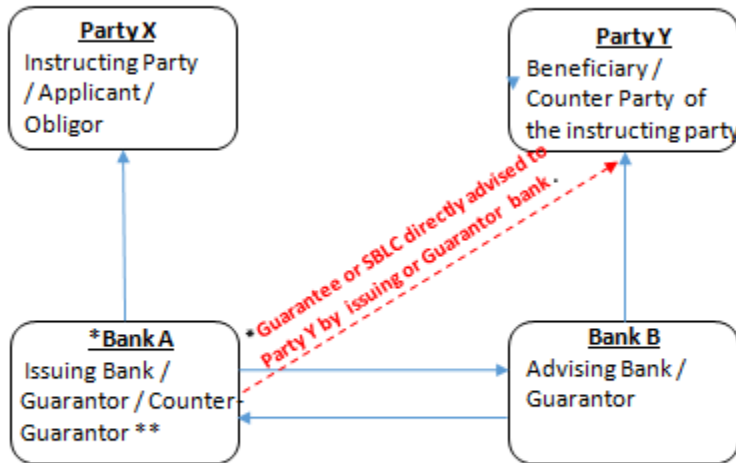 Party X
Instructing Party
/ Applicant /
Obligor
Party Y
Beneficiary /
Counter Party of
the instructing party
*Guarantee or SBLC directly advised to
Party Y by issuing or Guarantor bank .
*Bank A
Issuing Bank /
Guarantor / Counter-
Guarantor **
Bank B
Advising Bank /
Guarantor